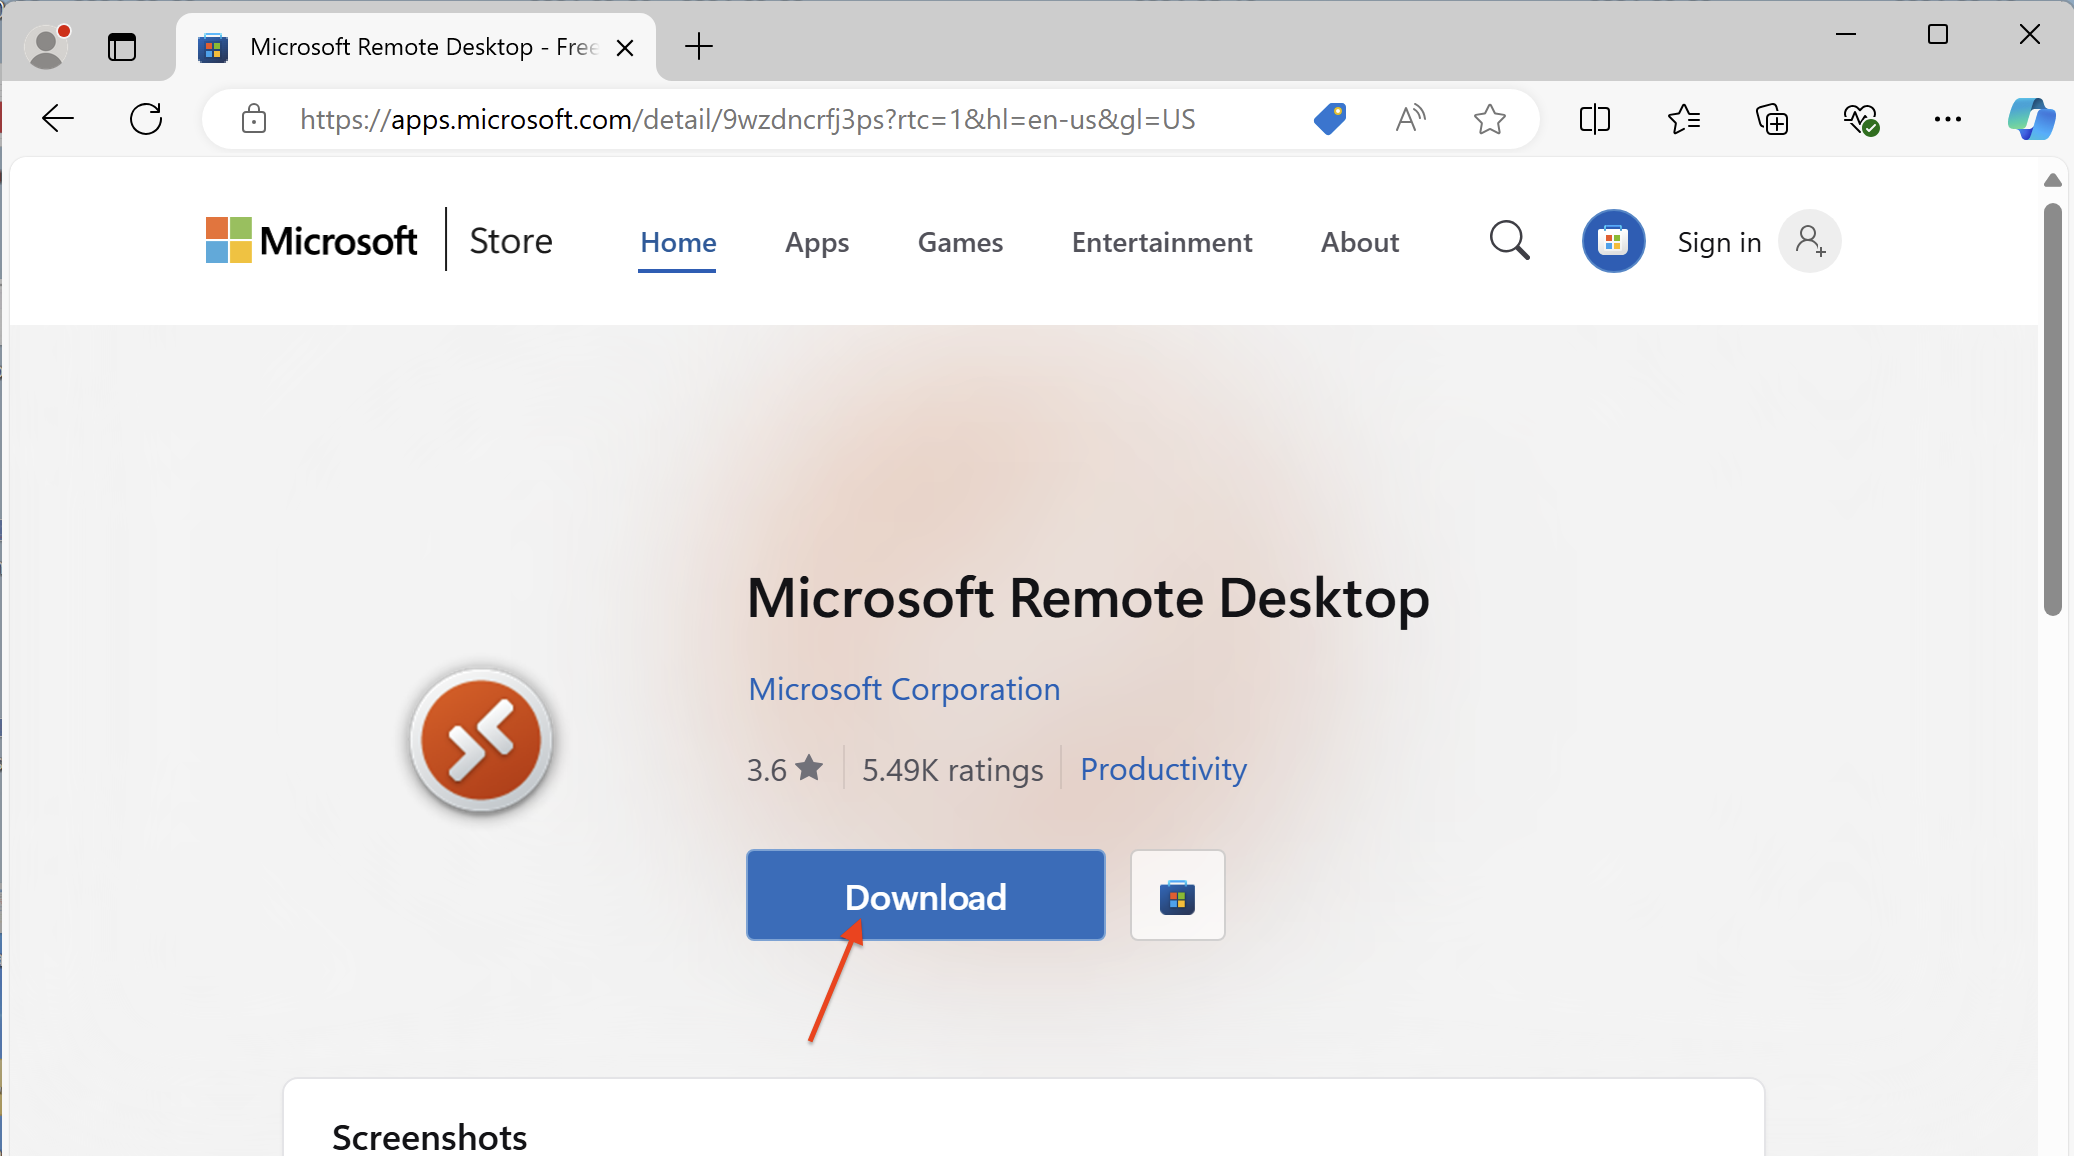 Microsoft Remote Desktop - Free
https://apps.microsoft.com/detail/9wzdncrfj3ps?rtc=1&hl=en-us&gl=US
Microsoft Store Home Apps Games Entertainment About Sign in
Microsoft Remote Desktop
Microsoft Corporation
3.6 5.49K ratings Productivity
Download
Screenshots